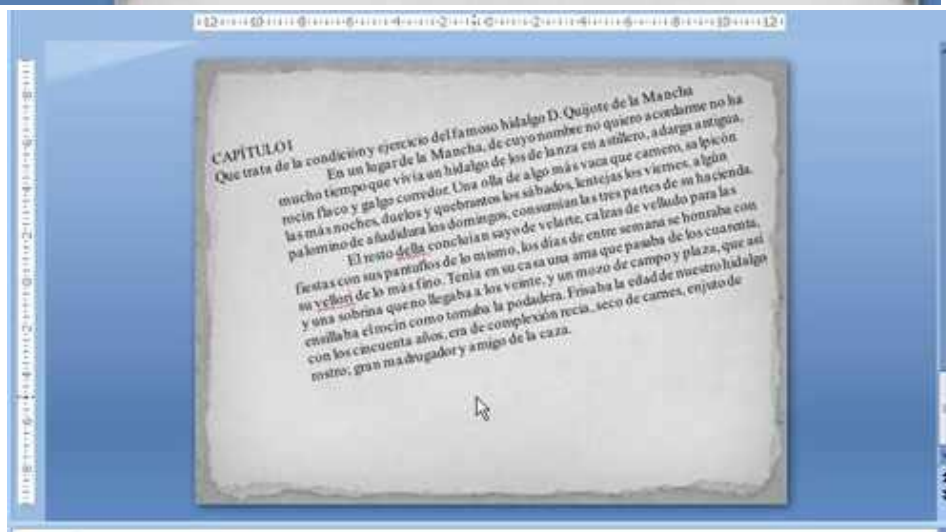 CAPÍTULO I
Que trata de la condición y ejercicio del famoso hidalgo D. Quijote de la Mancha
En un lugar de la Mancha, de cuyo nombre no quiero acordarme no ha
mucho tiempo que vivía un hidalgo de los de lanza en astillero, adarga antigua,
rocín flaco y galgo corredor. Una olla de algo más vaca que carnero, salpicón
las más noches, duelos y quebrantos los sábados, lentejas los viernes, algún
palomino de añadidura los domingos, consumían las tres partes de su hacienda.
El resto della concluían sayo de velarte, calzas de velludo para las
fiestas con sus pantuflos de lo mismo, los días de entre semana se honraba con
su vellori de lo más fino. Tenía en su casa una ama que pasaba de los cuarenta,
y una sobrina que no llegaba a los veinte, y un mozo de campo y plaza, que así
ensillaba el rocín como tomaba la podadera. Frisaba la edad de nuestro hidalgo
con los cincuenta años, era de complexión recia, seco de carnes, enjuto de
rostro; gran madrugador y amigo de la caza.